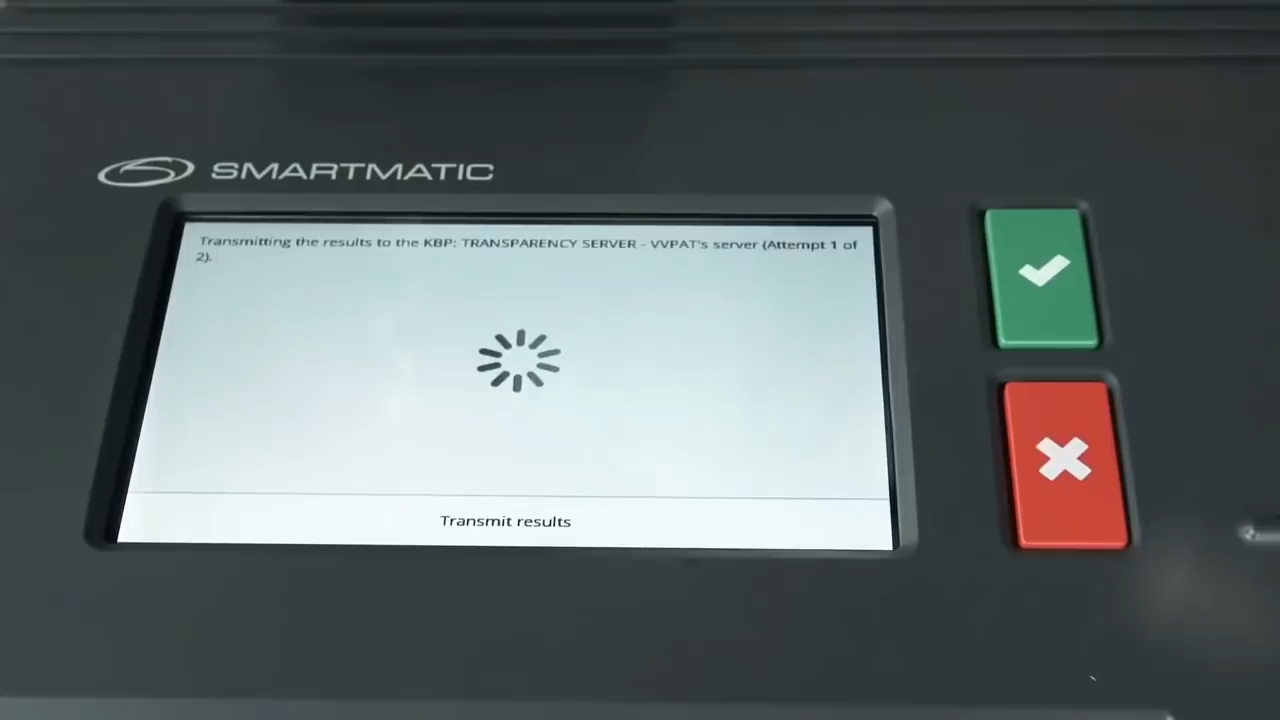 SMARTMATIC
Transmitting the results to the KBP: TRANSPARENCY SERVER - VVPAT's server (Attempt 1 of
2).
Transmit results